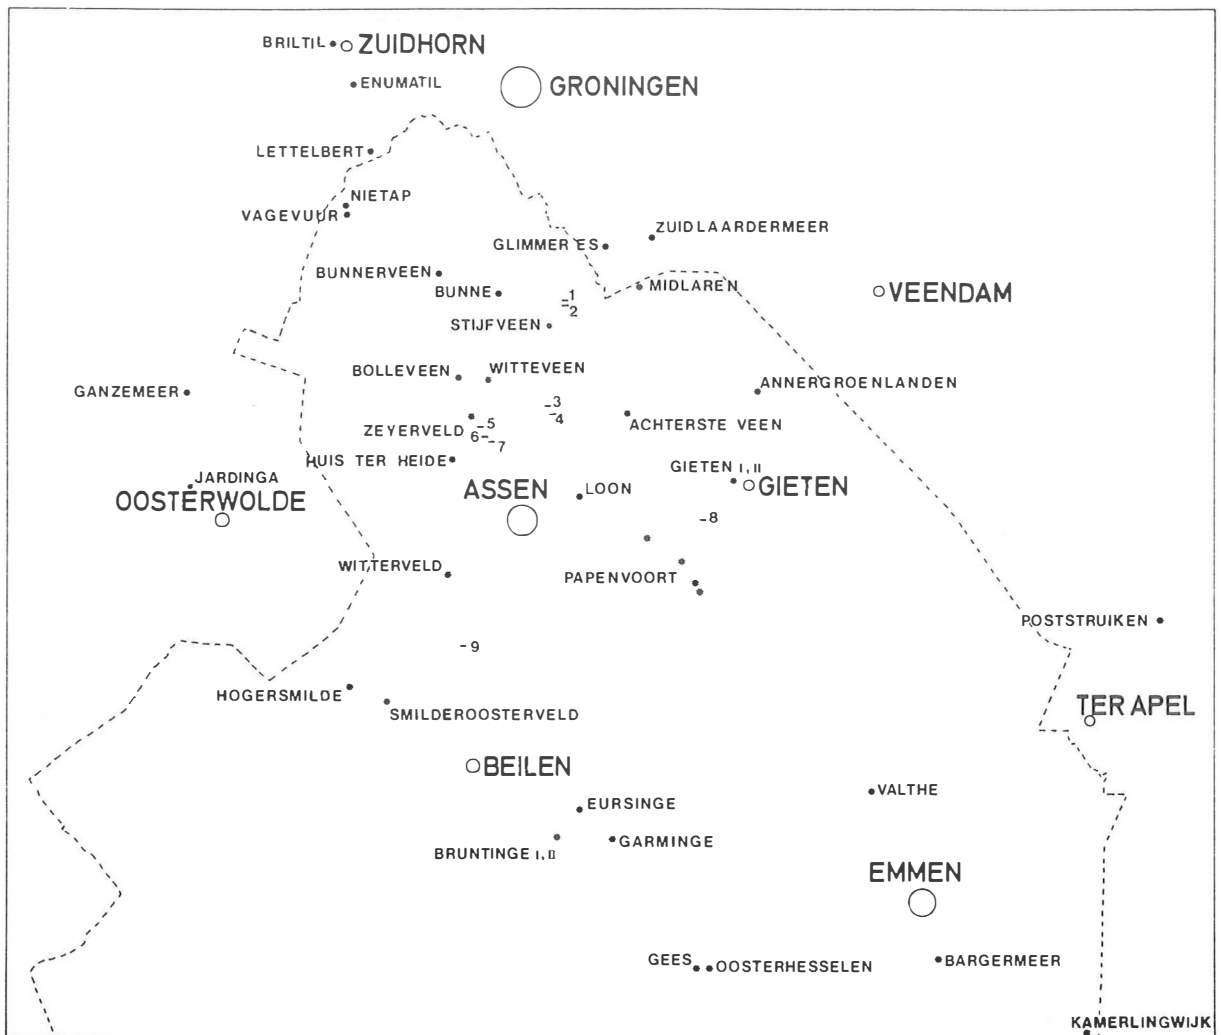 BRILTIL ZUIDHORN
ENUMATIL GRONINGEN
LETTELBERT
NIETAP
VAGEVUUR
ZUIDLAARDERMEER
GLIMMER ES
BUNNERVEEN
MIDLAREN
BUNNE
VEENDAM
1
2
STIJFVEEN
BOLLEVEEN WITTEVEEN
GANZEMEER
ANNERGROENLANDEN
3
4
ACHTERSTE VEEN
ZEYERVELD 5
6 7
HUIS TER HEIDE
GIETEN I, II
JARDINGA
GIETEN
ASSEN
LOON
OOSTERWOLDE
8
WITTERVELD
PAPENVOORT
POSTSTRUIKEN
9
HOGERSMILDE
TER APEL
SMILDEROOSTERVELD
BEILEN
VALTHE
EURSINGE
GARMINGE
BRUNTINGE I, II
EMMEN
GEES OOSTERHESSELEN
BARGERMEER
KAMERLINGWIJK